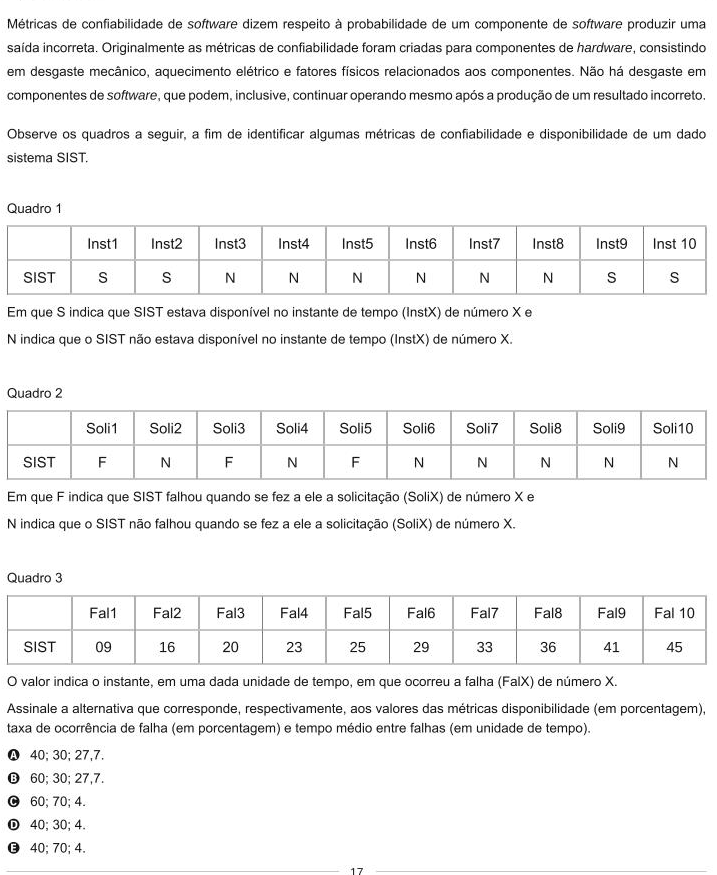 Métricas de confiabilidade de software dizem respeito à probabilidade de um componente de software produzir uma
saída incorreta. Originalmente as métricas de confiabilidade foram criadas para componentes de hardware, consistindo
em desgaste mecânico, aquecimento elétrico e fatores físicos relacionados aos componentes. Não há desgaste em
componentes de software, que podem, inclusive, continuar operando mesmo após a produção de um resultado incorreto.
Observe os quadros a seguir, a fim de identificar algumas métricas de confiabilidade e disponibilidade de um dado
sistema SIST.
Quadro 1
Inst1 Inst2 Inst3 Inst4 Inst5 Inst6 Inst7 Inst8 Inst9 Inst 10
SIST S S N N N N N N S S
Em que S indica que SIST estava disponível no instante de tempo (InstX) de número X e
N indica que o SIST não estava disponível no instante de tempo (InstX) de número X.
Quadro 2
Soli1 Soli2 Soli3 Soli4 Soli5 Soli6 Soli7 Soli8 Soli9 Soli10
SIST F N F N F N N N N N
Em que F indica que SIST falhou quando se fez a ele a solicitação (SoliX) de número X e
N indica que o SIST não falhou quando se fez a ele a solicitação (SoliX) de número X.
Quadro 3
Fal1 Fal2 Fal3 Fal4 Fal5 Fal6 Fal7 Fal8 Fal9 Fal 10
SIST 09 16 20 23 25 29 33 36 41 45
O valor indica o instante, em uma dada unidade de tempo, em que ocorreu a falha (FalX) de número X.
Assinale a alternativa que corresponde, respectivamente, aos valores das métricas disponibilidade (em porcentagem),
taxa de ocorrência de falha (em porcentagem) e tempo médio entre falhas (em unidade de tempo).
A 40; 30; 27,7.
B 60; 30; 27,7.
C 60; 70; 4.
D 40; 30; 4.
E 40; 70; 4.
17